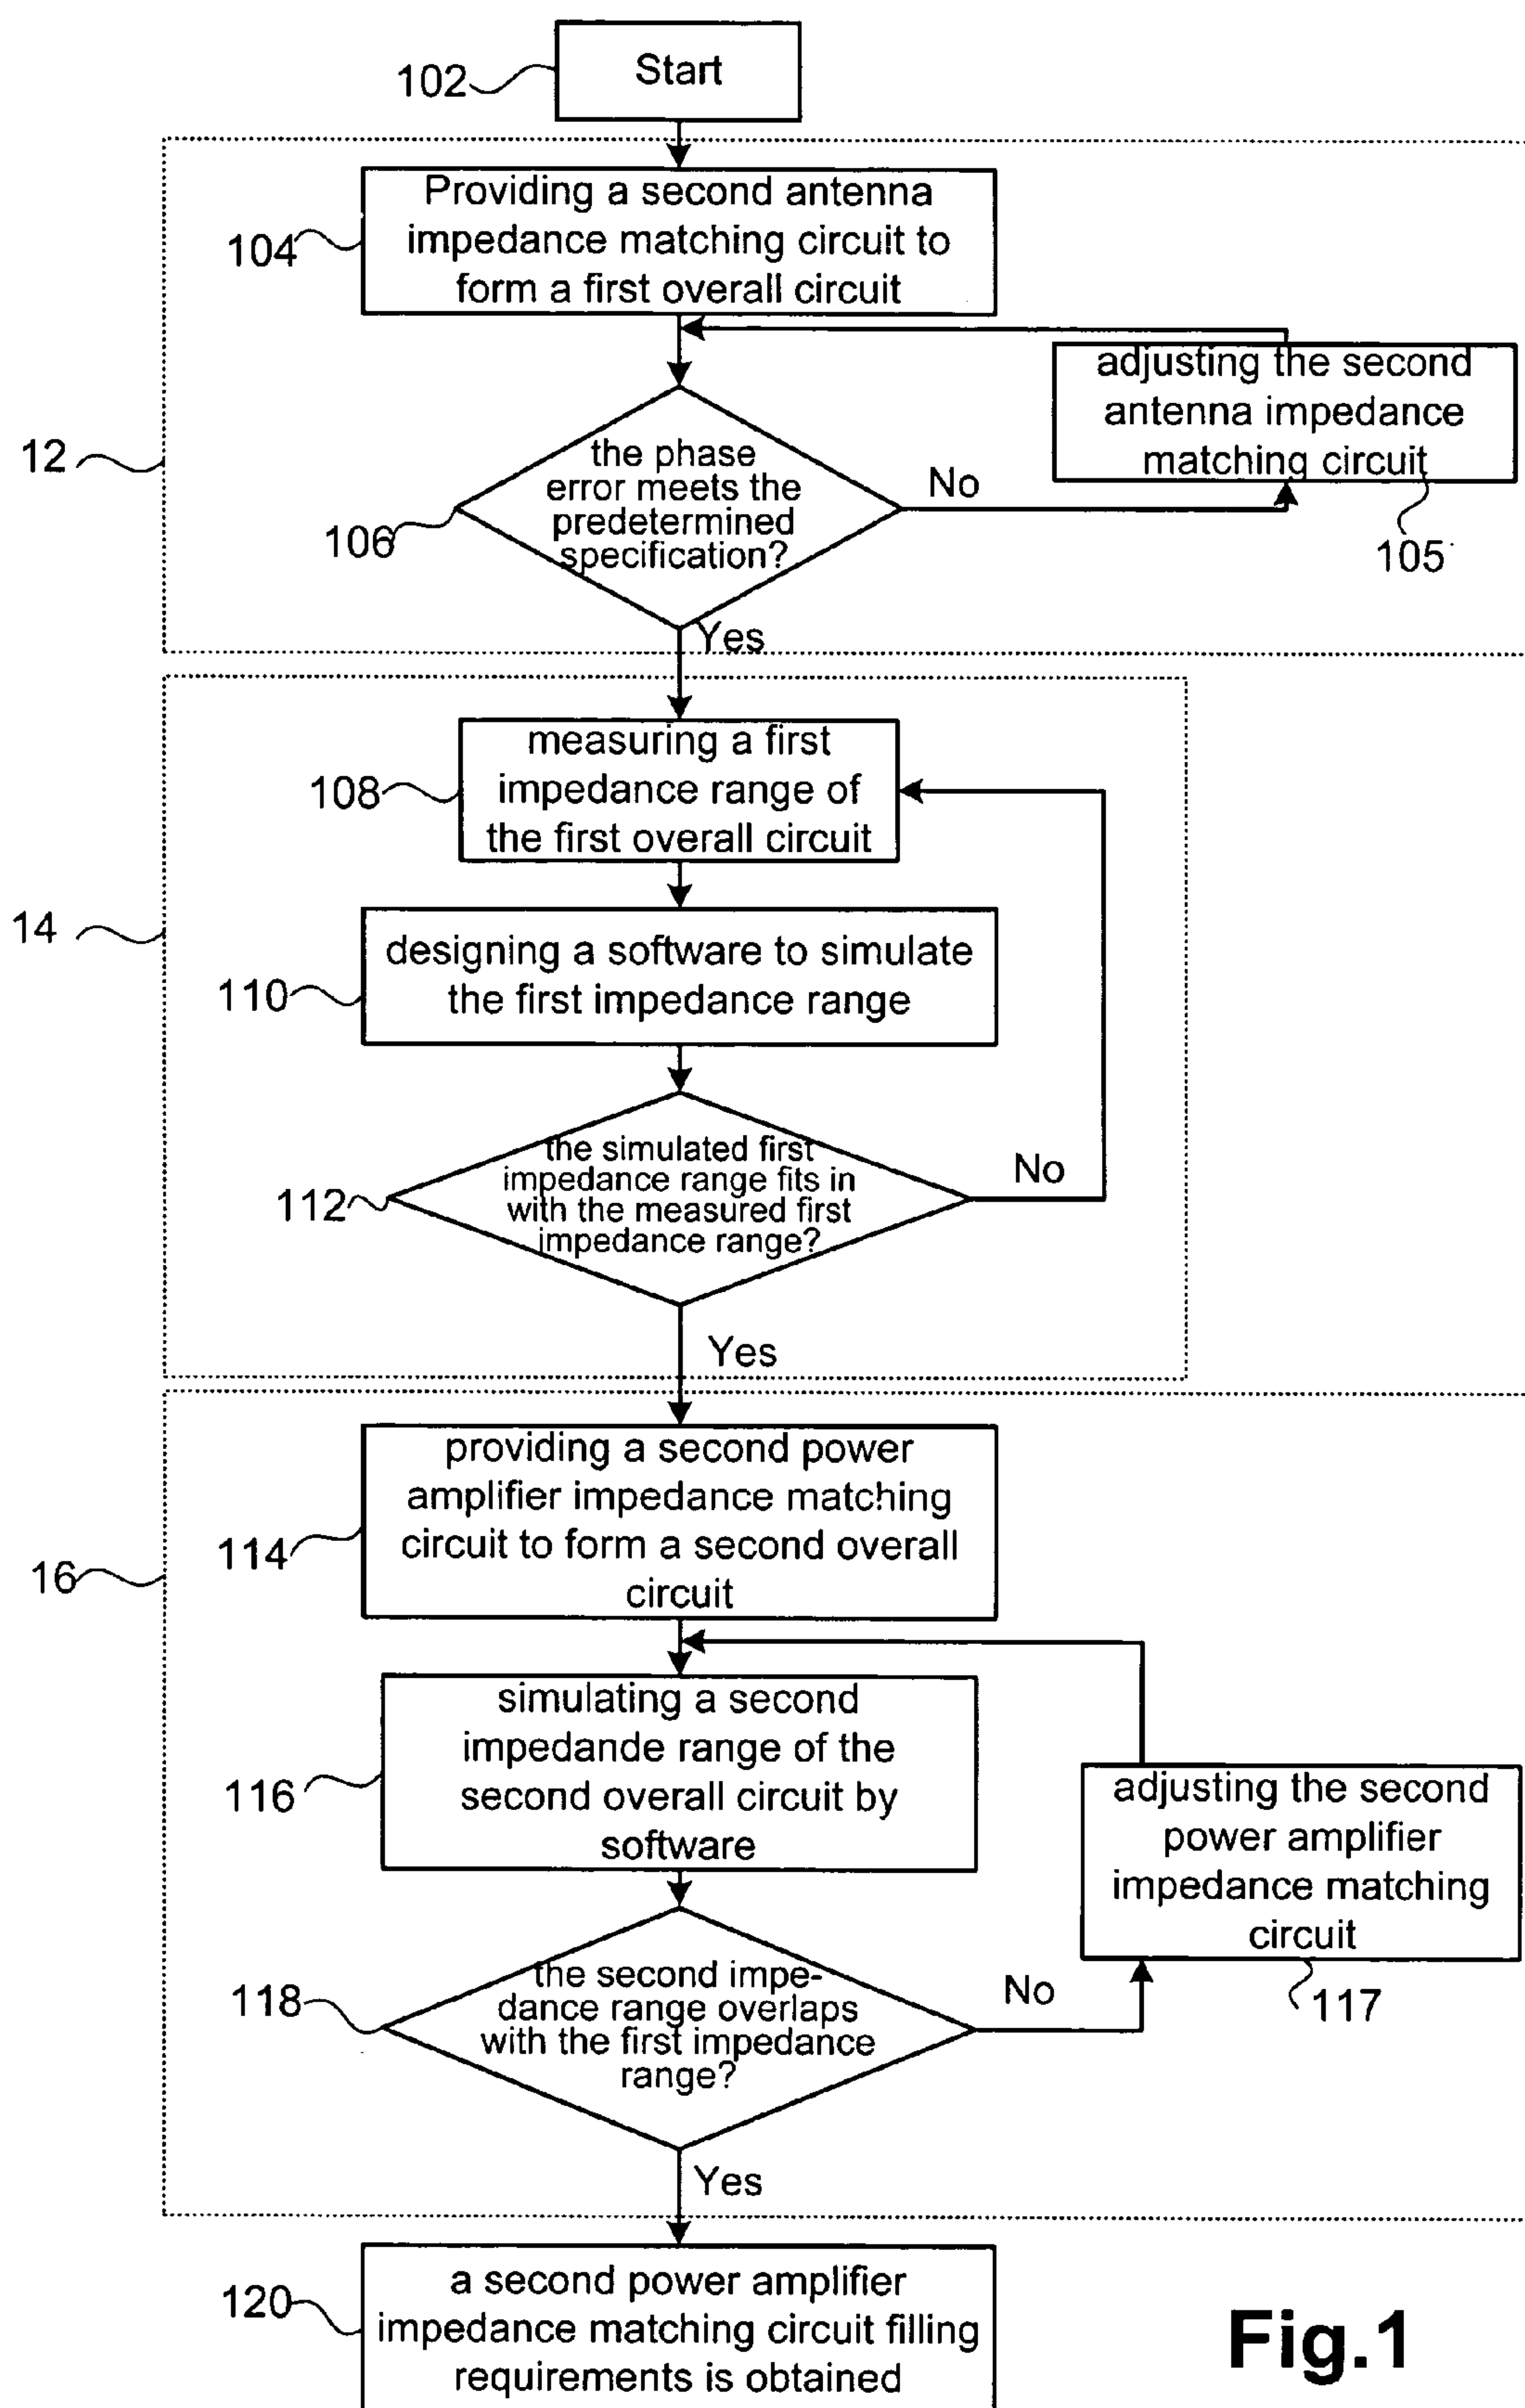 Start
102
Providing a second antenna
impedance matching circuit to
form a first overall circuit
104
adjusting the second
antenna impedance
matching circuit
105
12
the phase
error meets the
predetermined
specification?
106
No
Yes
measuring a first
impedance range of
the first overall circuit
108
14
designing a software to simulate
the first impedance range
110
the simulated first
impedance range fits in
with the measured first
impedance range?
112
No
Yes
providing a second power
amplifier impedance matching
circuit to form a second overall
circuit
114
16
simulating a second
impedande range of the
second overall circuit by
software
116
adjusting the second
power amplifier
impedance matching
circuit
117
the second impe-
dance range overlaps
with the first impedance
range?
118
No
Yes
a second power amplifier
impedance matching circuit filling
requirements is obtained
120
Fig.1